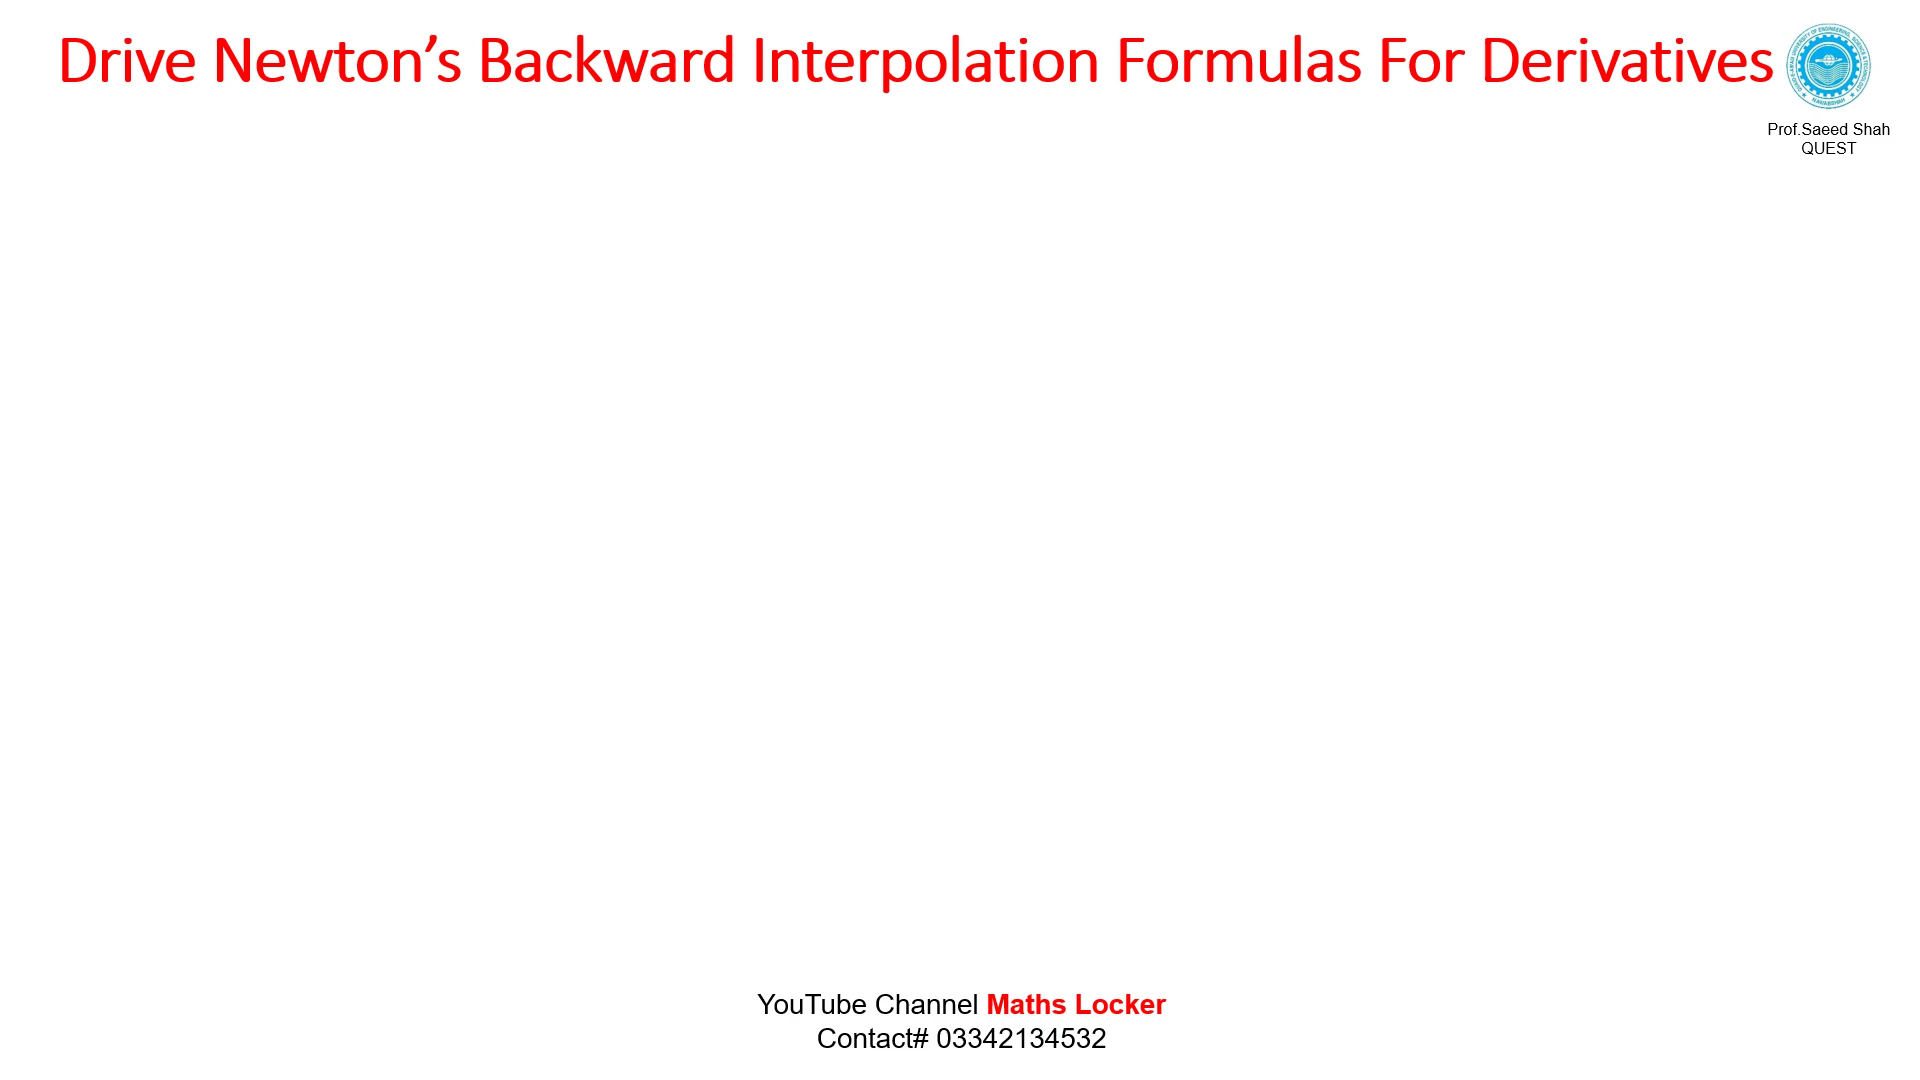 Drive Newton’s Backward Interpolation Formulas For Derivatives
Prof.Saeed Shah
QUEST
YouTube Channel Maths Locker
Contact# 03342134532